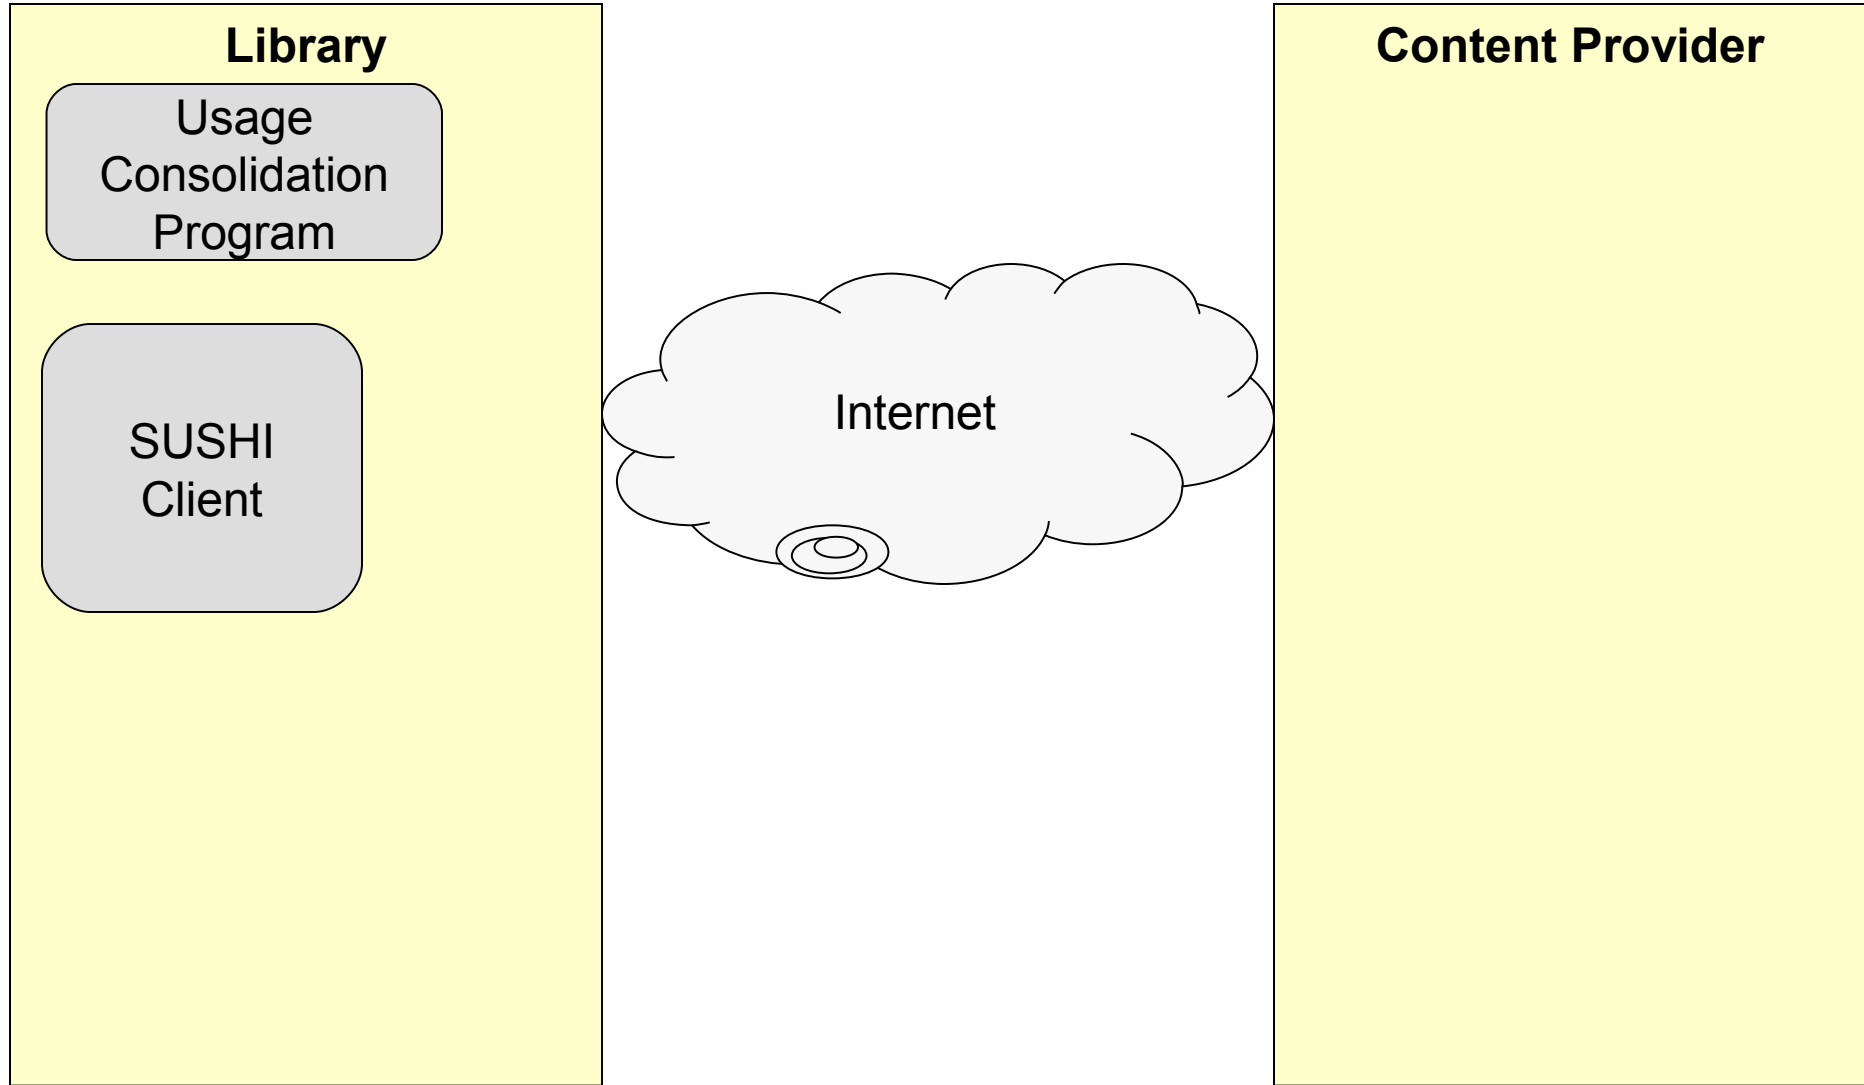 Library
Usage
Consolidation
Program
SUSHI
Client
Internet
Content Provider